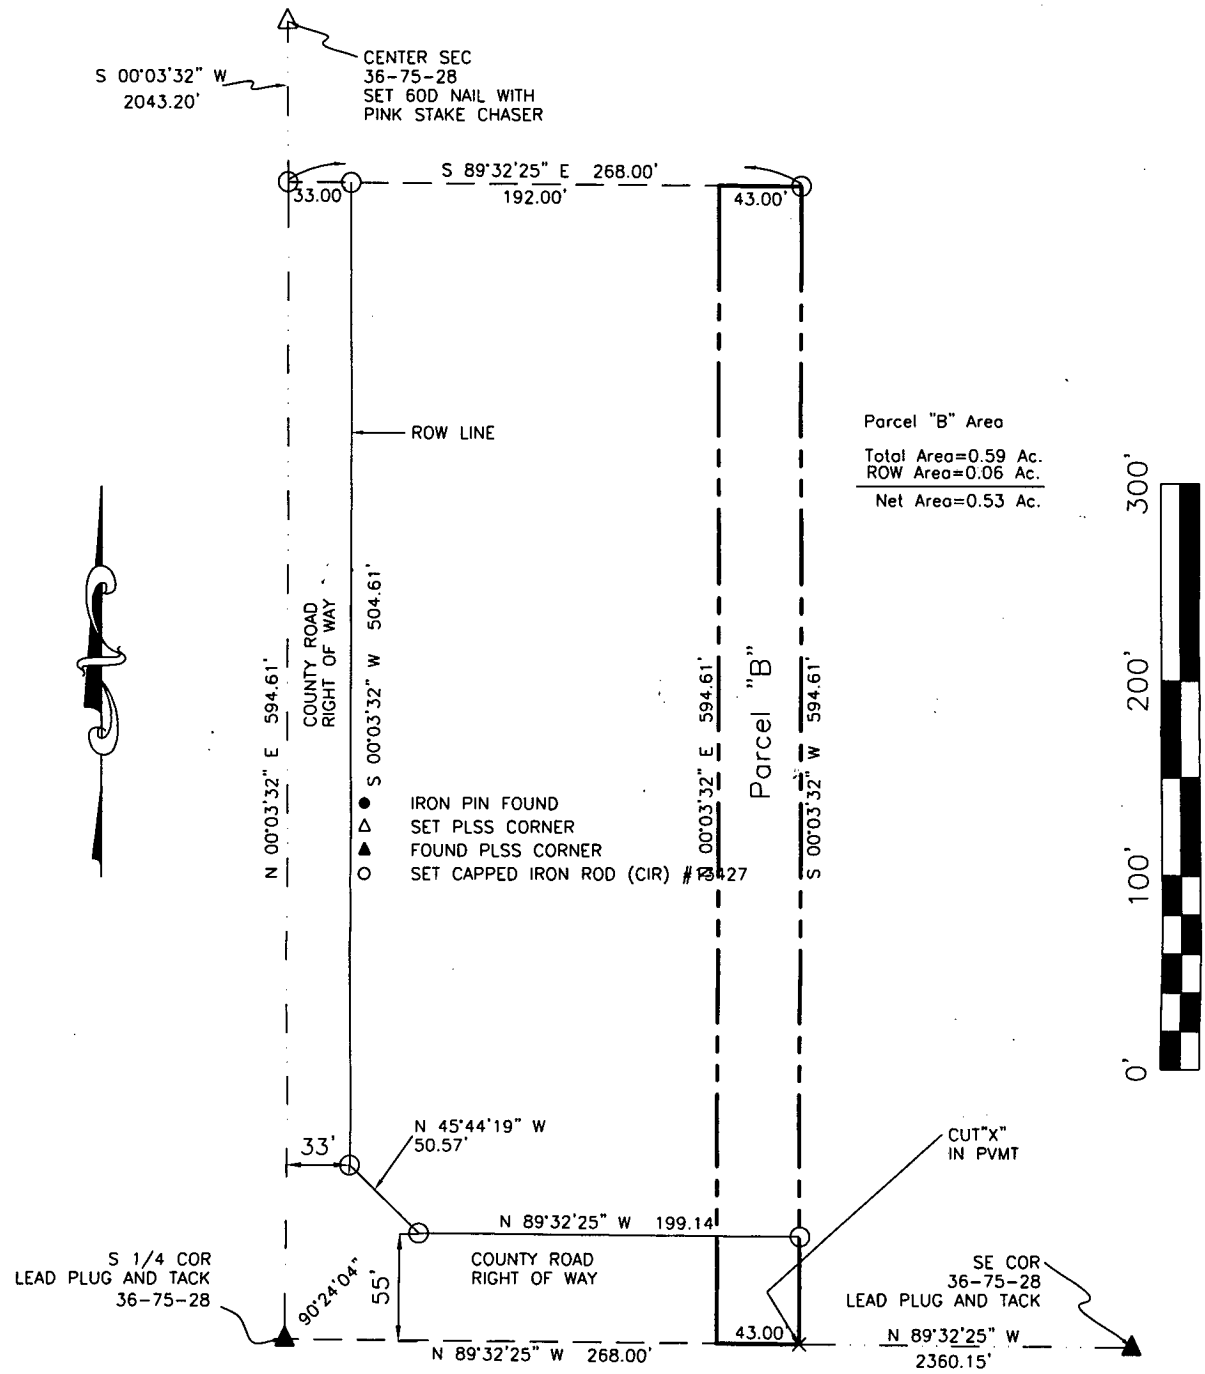 CENTER SEC
36-75-28
SET 60D NAIL WITH
PINK STAKE CHASER
S 00°03'32" W
2043.20'
S 89°32'25" E 268.00'
33.00'
192.00'
43.00'
ROW LINE
Parcel "B" Area
Total Area=0.59 Ac.
ROW Area=0.06 Ac.
Net Area=0.53 Ac.
300'
200'
100'
0'
N 00°03'32" E 594.61'
COUNTY ROAD
RIGHT OF WAY
S 00°03'32" W 504.61'
N 00°03'32" E 594.61'
Parcel "B"
S 00°03'32" W 594.61'
IRON PIN FOUND
SET PLSS CORNER
FOUND PLSS CORNER
SET CAPPED IRON ROD (CIR) #13427
33'
N 45°44'19" W
50.57'
CUT"X"
IN PVMT
N 89°32'25" W 199.14
COUNTY ROAD
RIGHT OF WAY
55'
90°24'04"
S 1/4 COR
LEAD PLUG AND TACK
36-75-28
SE COR
36-75-28
LEAD PLUG AND TACK
43.00'
N 89°32'25" W 268.00'
N 89°32'25" W
2360.15'